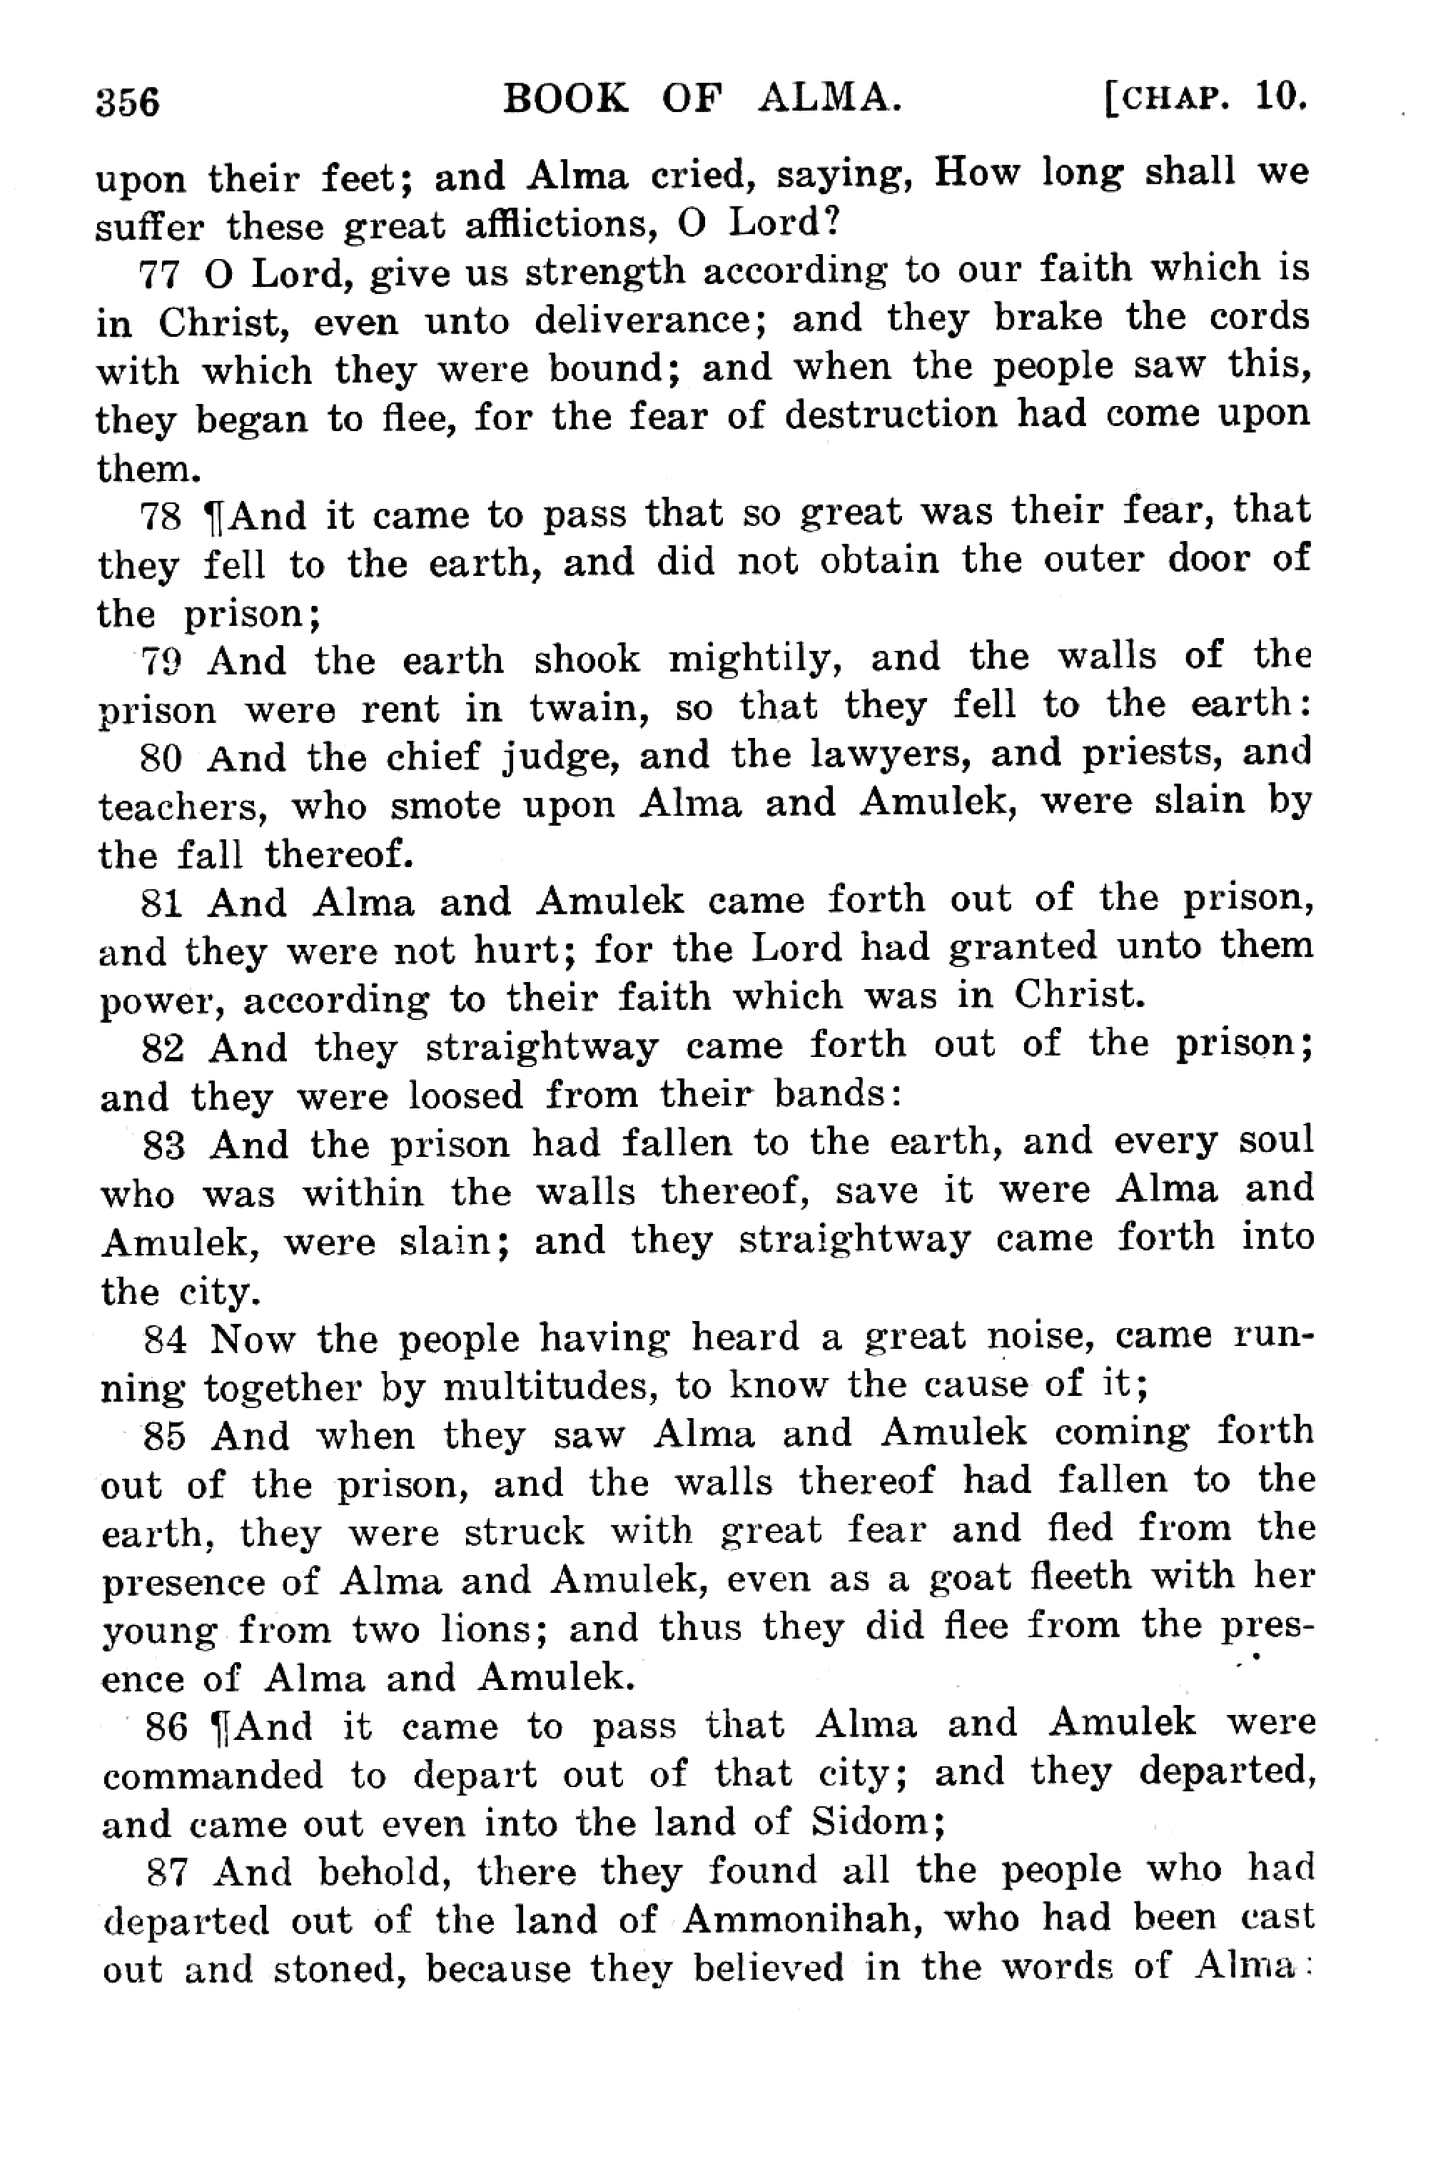 356 BOOK OF ALMA. [CHAP. 10.
upon their feet; and Alma cried, saying, How long shall we
suffer these great afflictions, O Lord?
77 O Lord, give us strength according to our faith which is
in Christ, even unto deliverance; and they brake the cords
with which they were bound; and when the people saw this,
they began to flee, for the fear of destruction had come upon
them.
78 ¶And it came to pass that so great was their fear, that
they fell to the earth, and did not obtain the outer door of
the prison;
79 And the earth shook mightily, and the walls of the
prison were rent in twain, so that they fell to the earth:
80 And the chief judge, and the lawyers, and priests, and
teachers, who smote upon Alma and Amulek, were slain by
the fall thereof.
81 And Alma and Amulek came forth out of the prison,
and they were not hurt; for the Lord had granted unto them
power, according to their faith which was in Christ.
82 And they straightway came forth out of the prison;
and they were loosed from their bands:
83 And the prison had fallen to the earth, and every soul
who was within the walls thereof, save it were Alma and
Amulek, were slain; and they straightway came forth into
the city.
84 Now the people having heard a great noise, came run-
ning together by multitudes, to know the cause of it;
85 And when they saw Alma and Amulek coming forth
out of the prison, and the walls thereof had fallen to the
earth, they were struck with great fear and fled from the
presence of Alma and Amulek, even as a goat fleeth with her
young from two lions; and thus they did flee from the pres-
ence of Alma and Amulek.
86 ¶And it came to pass that Alma and Amulek were
commanded to depart out of that city; and they departed,
and came out even into the land of Sidom;
87 And behold, there they found all the people who had
departed out of the land of Ammonihah, who had been cast
out and stoned, because they believed in the words of Alma: